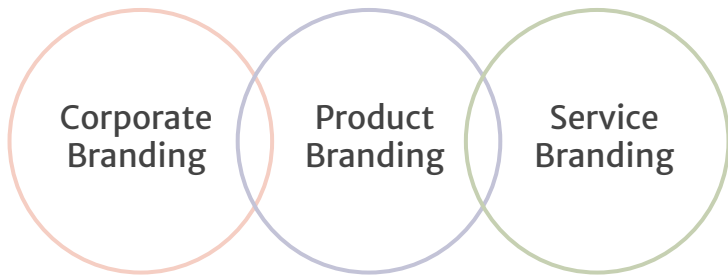 Corporate
Branding
Product
Branding
Service
Branding